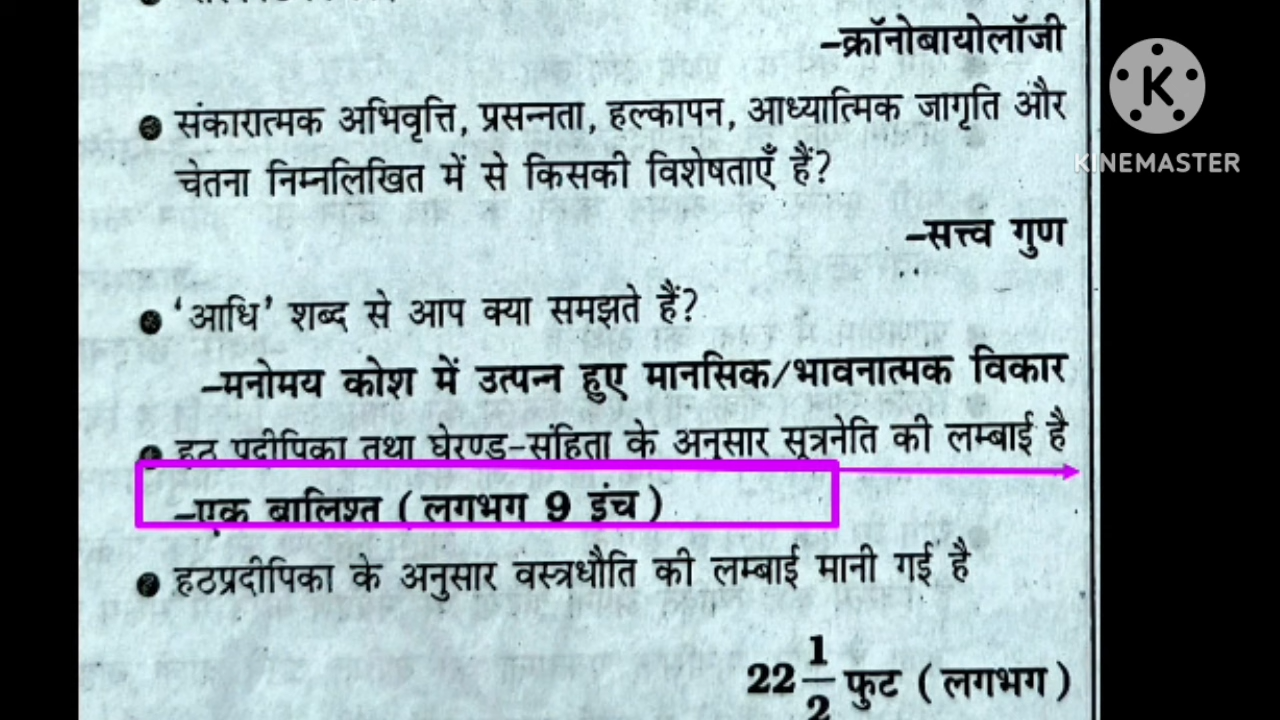 –क्रॉनोबायोलॉजी
K
KINEMASTER
● संकारात्मक अभिवृत्ति, प्रसन्नता, हल्कापन, आध्यात्मिक जागृति और
चेतना निम्नलिखित में से किसकी विशेषताएँ हैं?
–सत्त्व गुण
● ‘आधि’ शब्द से आप क्या समझते हैं?
–मनोमय कोश में उत्पन्न हुए मानसिक/भावनात्मक विकार
● हठ प्रदीपिका तथा घेरण्ड-संहिता के अनुसार सूत्रनेति की लम्बाई है
–एक बालिश्त (लगभग 9 इंच)
● हठप्रदीपिका के अनुसार वस्त्रधौति की लम्बाई मानी गई है
22 1/2 फुट (लगभग)